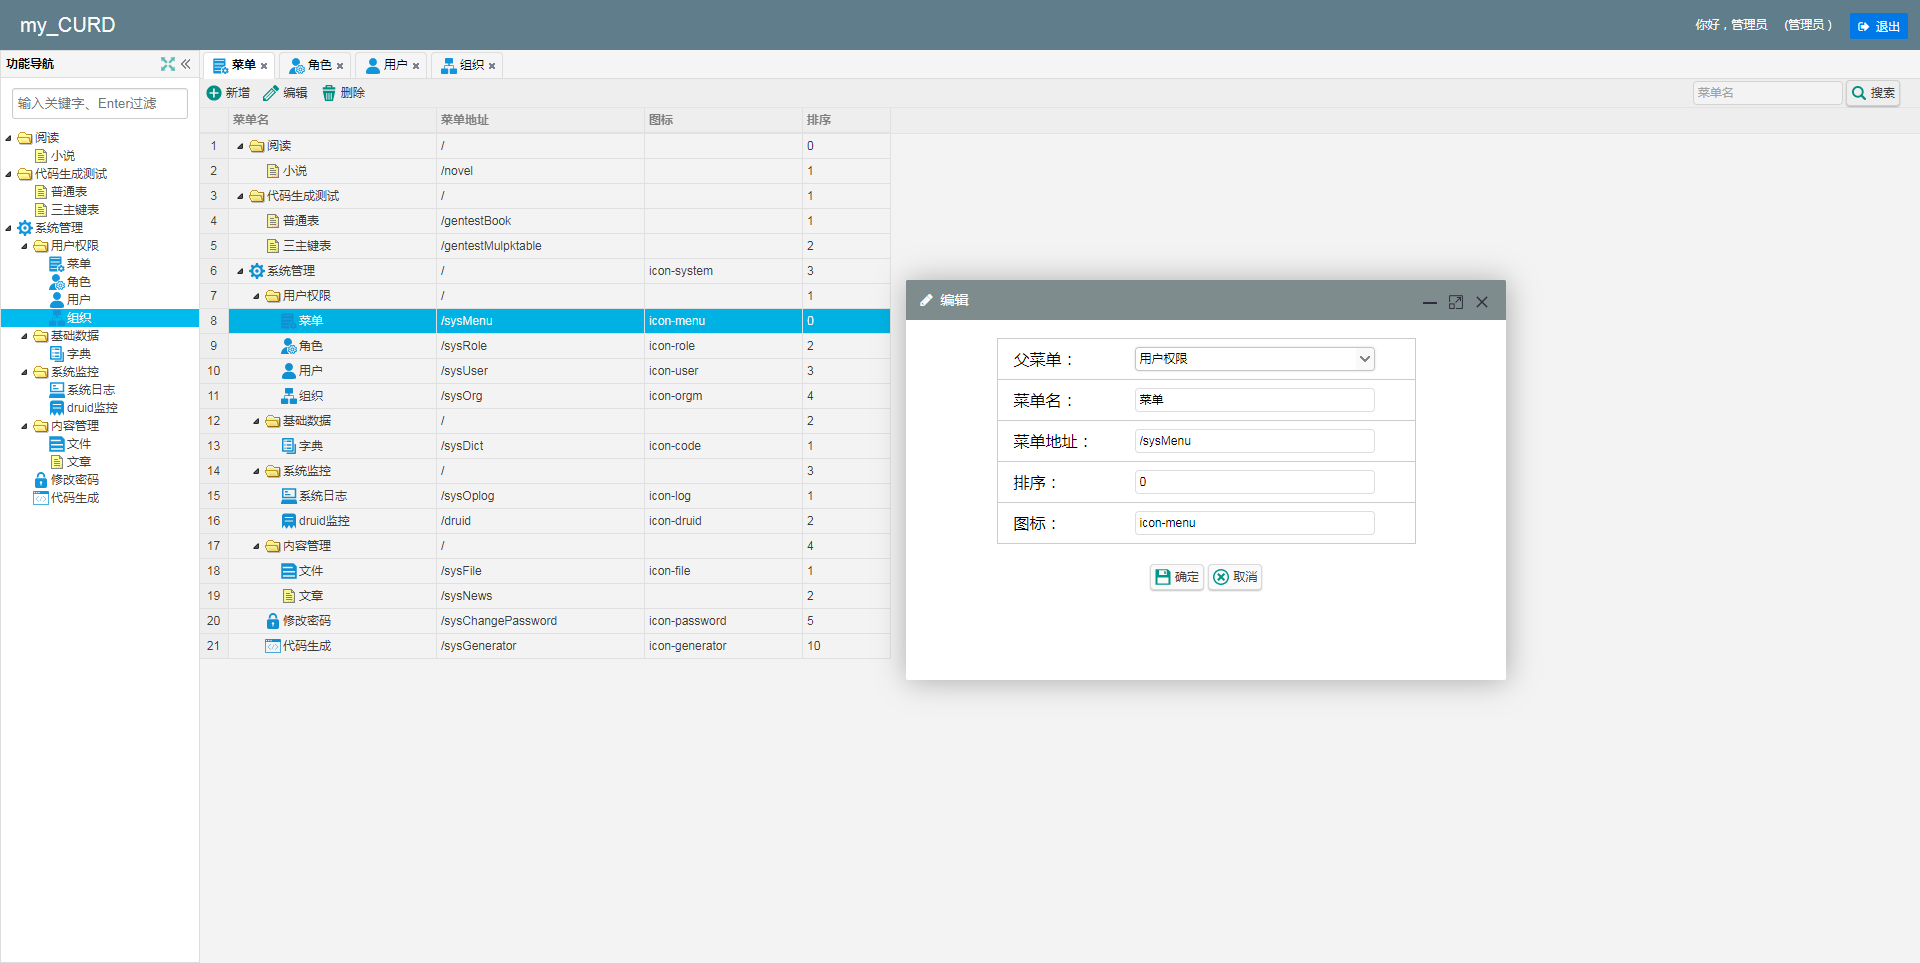 my_CURD
你好，管理员 （管理员） 退出
功能导航
输入关键字、Enter过滤
阅读
小说
代码生成测试
普通表
三主键表
系统管理
用户权限
菜单
角色
用户
组织
基础数据
字典
系统监控
系统日志
druid监控
内容管理
文件
文章
修改密码
代码生成
菜单 角色 用户 组织
新增 编辑 删除 菜单名 搜索
菜单名 菜单地址 图标 排序
1 阅读 / 0
2 小说 /novel 1
3 代码生成测试 / 1
4 普通表 /gentestBook 1
5 三主键表 /gentestMulpktable 2
6 系统管理 / icon-system 3
7 用户权限 / 1
8 菜单 /sysMenu icon-menu 0
9 角色 /sysRole icon-role 2
10 用户 /sysUser icon-user 3
11 组织 /sysOrg icon-orgm 4
12 基础数据 / 2
13 字典 /sysDict icon-code 1
14 系统监控 / 3
15 系统日志 /sysOplog icon-log 1
16 druid监控 /druid icon-druid 2
17 内容管理 / 4
18 文件 /sysFile icon-file 1
19 文章 /sysNews 2
20 修改密码 /sysChangePassword icon-password 5
21 代码生成 /sysGenerator icon-generator 10
编辑
父菜单： 用户权限
菜单名： 菜单
菜单地址： /sysMenu
排序： 0
图标： icon-menu
确定 取消